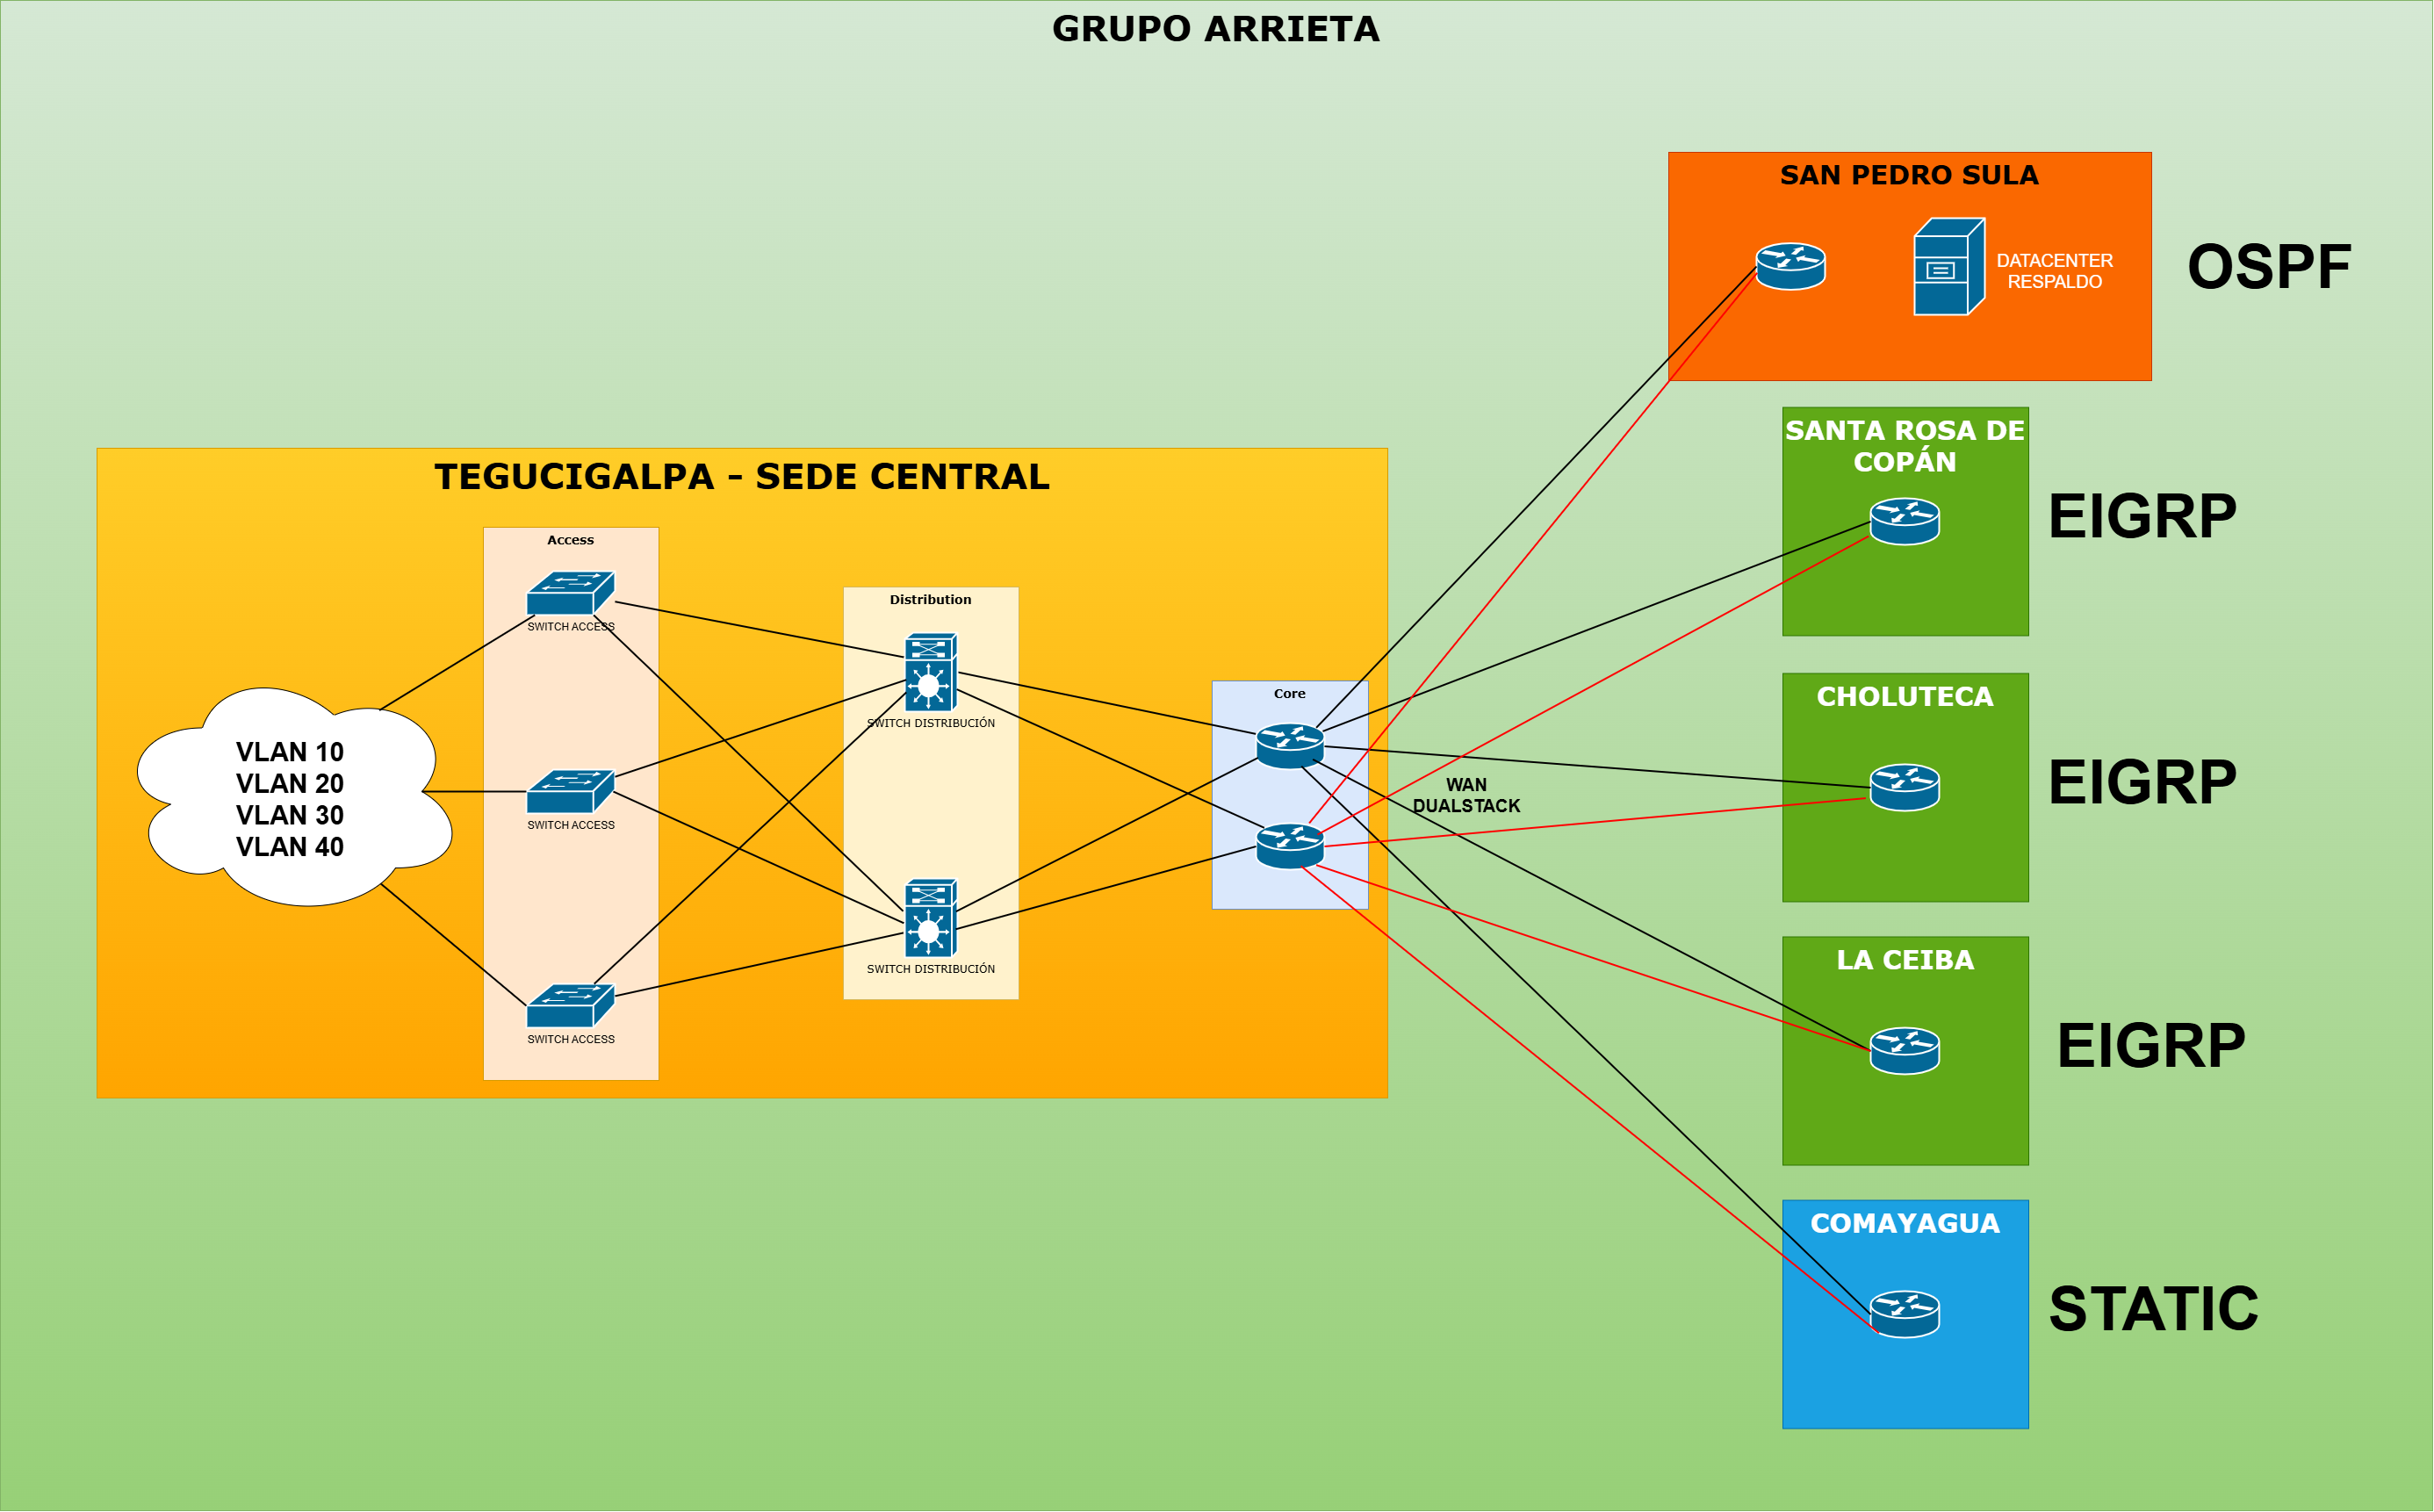 GRUPO ARRIETA
SAN PEDRO SULA
DATACENTER
RESPALDO
OSPF
SANTA ROSA DE
COPÁN
EIGRP
TEGUCIGALPA - SEDE CENTRAL
Access
SWITCH ACCESS
SWITCH ACCESS
SWITCH ACCESS
Distribution
SWITCH DISTRIBUCIÓN
SWITCH DISTRIBUCIÓN
Core
VLAN 10
VLAN 20
VLAN 30
VLAN 40
WAN
DUALSTACK
CHOLUTECA
EIGRP
LA CEIBA
EIGRP
COMAYAGUA
STATIC